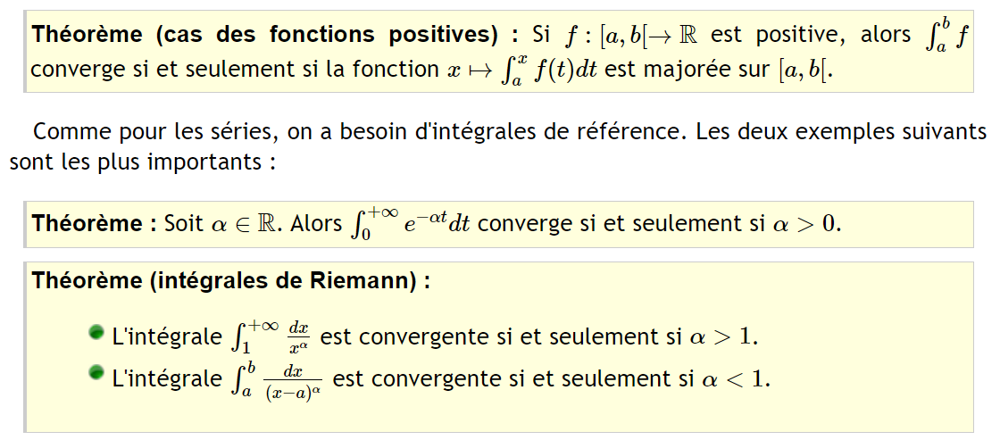 Théorème (cas des fonctions positives) : Si $f : [a, b[ \to \mathbb{R}$ est positive, alors $\int_a^b f$
converge si et seulement si la fonction $x \mapsto \int_a^x f(t)dt$ est majorée sur $[a, b[$.
Comme pour les séries, on a besoin d'intégrales de référence. Les deux exemples suivants
sont les plus importants :
Théorème : Soit $\alpha \in \mathbb{R}$. Alors $\int_0^{+\infty} e^{-\alpha t}dt$ converge si et seulement si $\alpha > 0$.
Théorème (intégrales de Riemann) :
L'intégrale $\int_1^{+\infty} \frac{dx}{x^\alpha}$ est convergente si et seulement si $\alpha > 1$.
L'intégrale $\int_a^b \frac{dx}{(x-a)^\alpha}$ est convergente si et seulement si $\alpha < 1$.